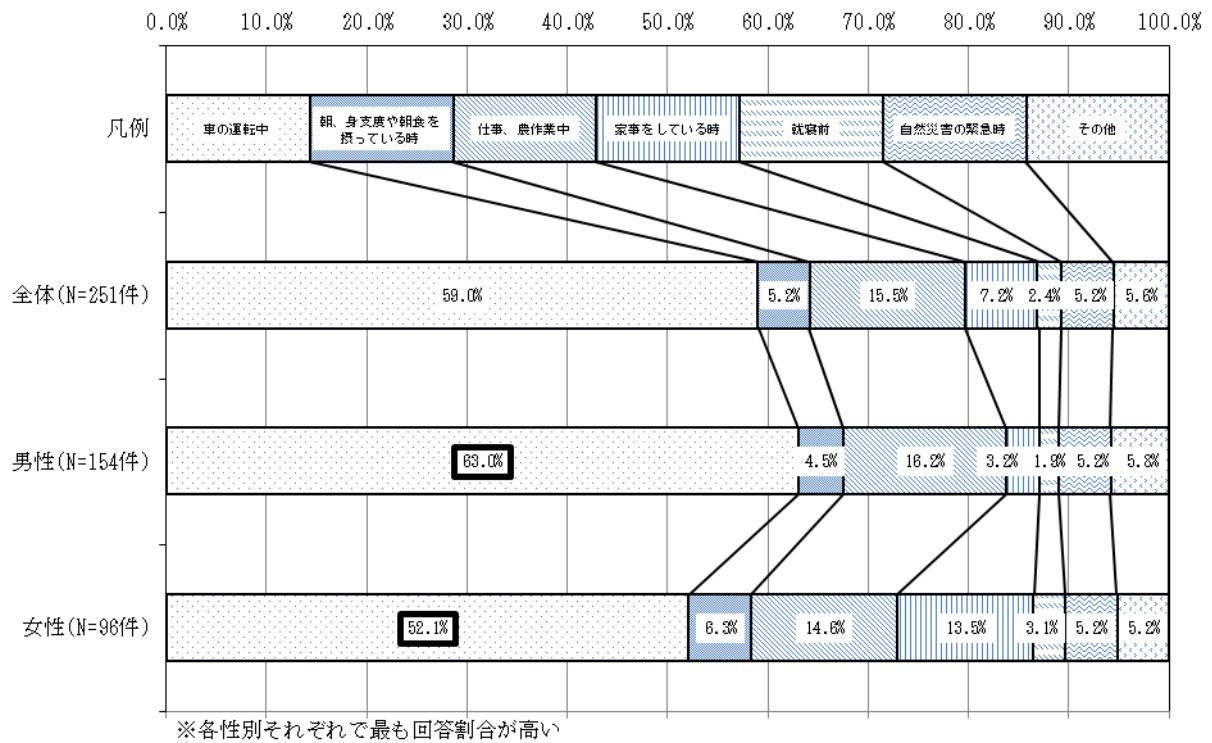 0.0% 10.0% 20.0% 30.0% 40.0% 50.0% 60.0% 70.0% 80.0% 90.0% 100.0%
凡例
車の運転中
朝、身支度や朝食を
摂っている時
仕事、農作業中
家事をしている時
就寝前
自然災害の緊急時
その他
全体(N=251件) 59.0% 5.2% 15.5% 7.2% 2.4% 5.2% 5.6%
男性(N=154件) 63.0% 4.5% 16.2% 3.2% 1.9% 5.2% 5.8%
女性(N=96件) 52.1% 6.3% 14.6% 13.5% 3.1% 5.2% 5.2%
※各性別それぞれで最も回答割合が高い